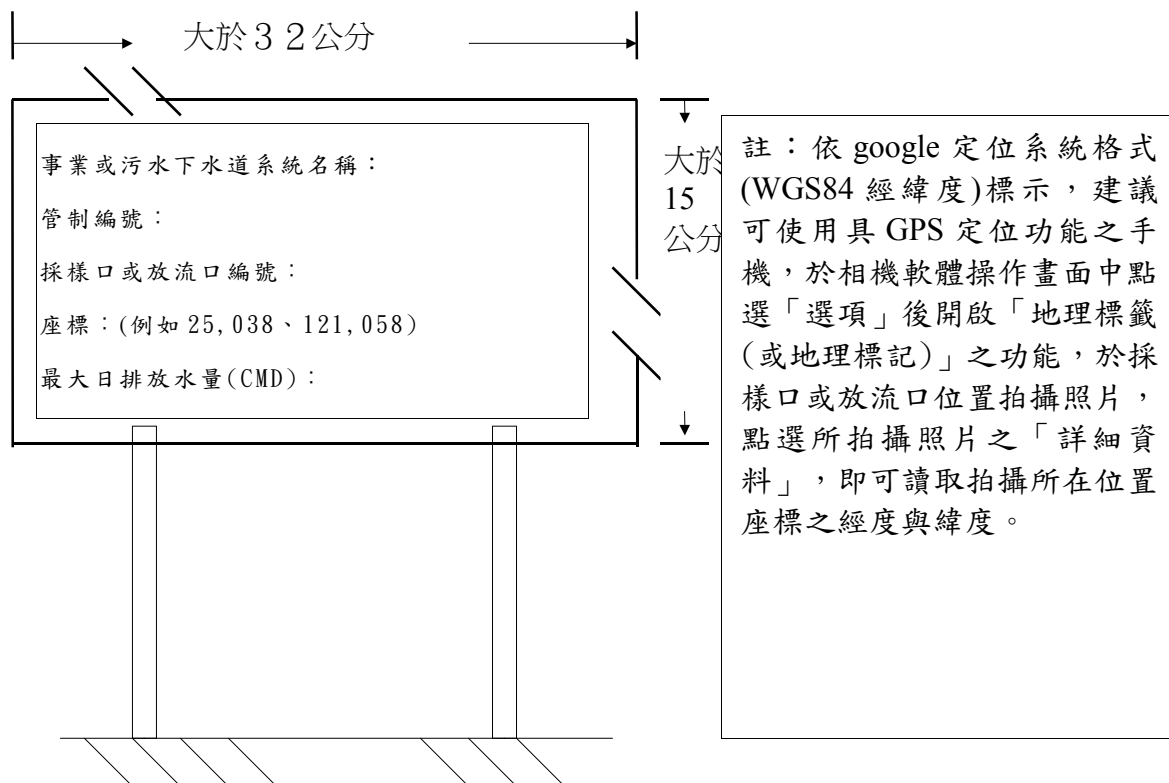 大於３２公分
事業或污水下水道系統名稱：
管制編號：
採樣口或放流口編號：
座標：(例如 25,038、121,058)
最大日排放水量(CMD)：
大於
15
公分
註：依 google 定位系統格式
(WGS84 經緯度)標示，建議
可使用具 GPS 定位功能之手
機，於相機軟體操作畫面中點
選「選項」後開啟「地理標籤
(或地理標記)」之功能，於採
樣口或放流口位置拍攝照片，
點選所拍攝照片之「詳細資
料」，即可讀取拍攝所在位置
座標之經度與緯度。